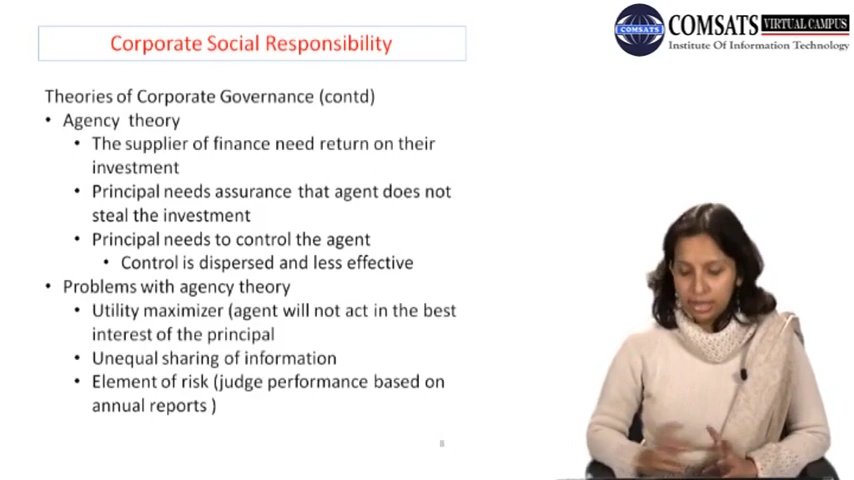 Corporate Social Responsibility
COMSATS VIRTUAL CAMPUS
COMSATS
Institute Of Information Technology
Theories of Corporate Governance (contd)
• Agency theory
• The supplier of finance need return on their
investment
• Principal needs assurance that agent does not
steal the investment
• Principal needs to control the agent
• Control is dispersed and less effective
• Problems with agency theory
• Utility maximizer (agent will not act in the best
interest of the principal
• Unequal sharing of information
• Element of risk (judge performance based on
annual reports )
8